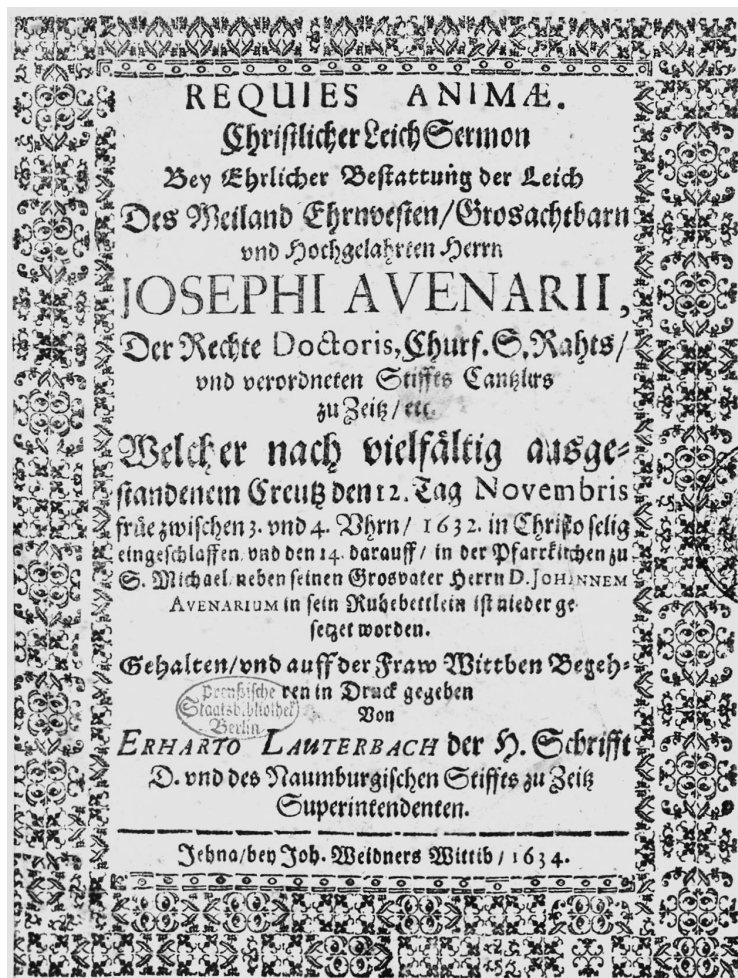 REQUIES ANIMÆ.
Christlicher Leich Sermon
Bey Ehrlicher Bestattung der Leich
Des Weiland Ehrnvesten/Grosachtbarn
vnd Hochgelahrten Herrn
JOSEPHI AVENARII,
Der Rechte Doctoris, Churf. S. Rahts/
vnd verordneten Stiffts Cantzlers
zu Zeitz/ etc.
Welcher nach vielfältig ausge-
standenem Creutz den 12. Tag Novembris
früe zwischen 3. vnd 4. Vhrn/ 1632. in Christo selig
eingeschlaffen vnd den 14. darauff/ in der Pfarrkirchen zu
S. Michael neben seinen Grosvater Herrn D. JOHANNEM
AVENARIUM in sein Ruhebettlein ist nieder ge
setzet worden.
Gehalten/vnd auff der Fraw Wittben Begeh-
ren in Druck gegeben
Von
ERHARTO LAUTERBACH der H. Schrifft
D. vnd des Naumburgischen Stiffts zu Zeitz
Superintendenten.
Jehna/bey Joh. Weidners Wittib/ 1634.
Preußische
Staatsbibliothek
Berlin